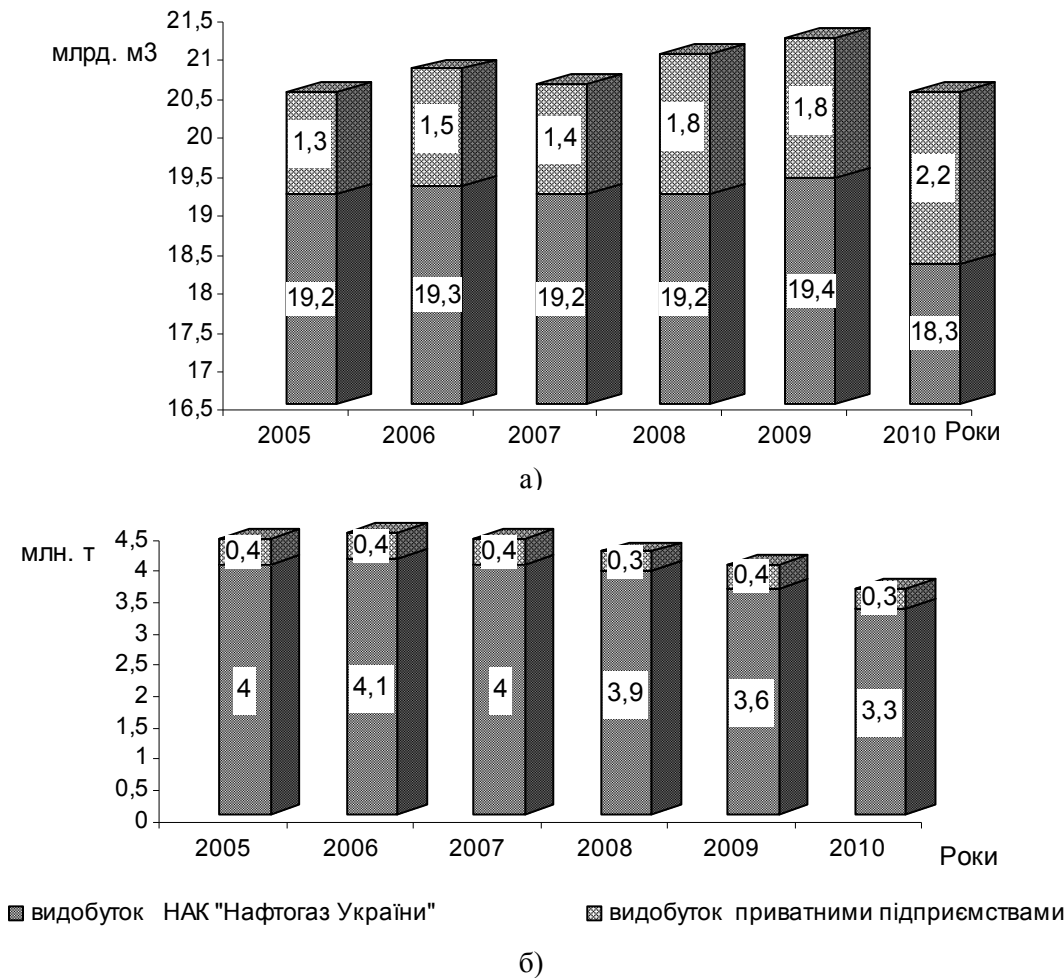 млрд. м3
21,5
21
20,5
20
19,5
19
18,5
18
17,5
17
16,5
1,3 1,5 1,4 1,8 1,8 2,2
19,2 19,3 19,2 19,2 19,4 18,3
2005 2006 2007 2008 2009 2010 Роки
а)
млн. т
4,5
4
3,5
3
2,5
2
1,5
1
0,5
0
0,4 0,4 0,4 0,3 0,4 0,3
4 4,1 4 3,9 3,6 3,3
2005 2006 2007 2008 2009 2010 Роки
видобуток НАК "Нафтогаз України" видобуток приватними підприємствами
б)